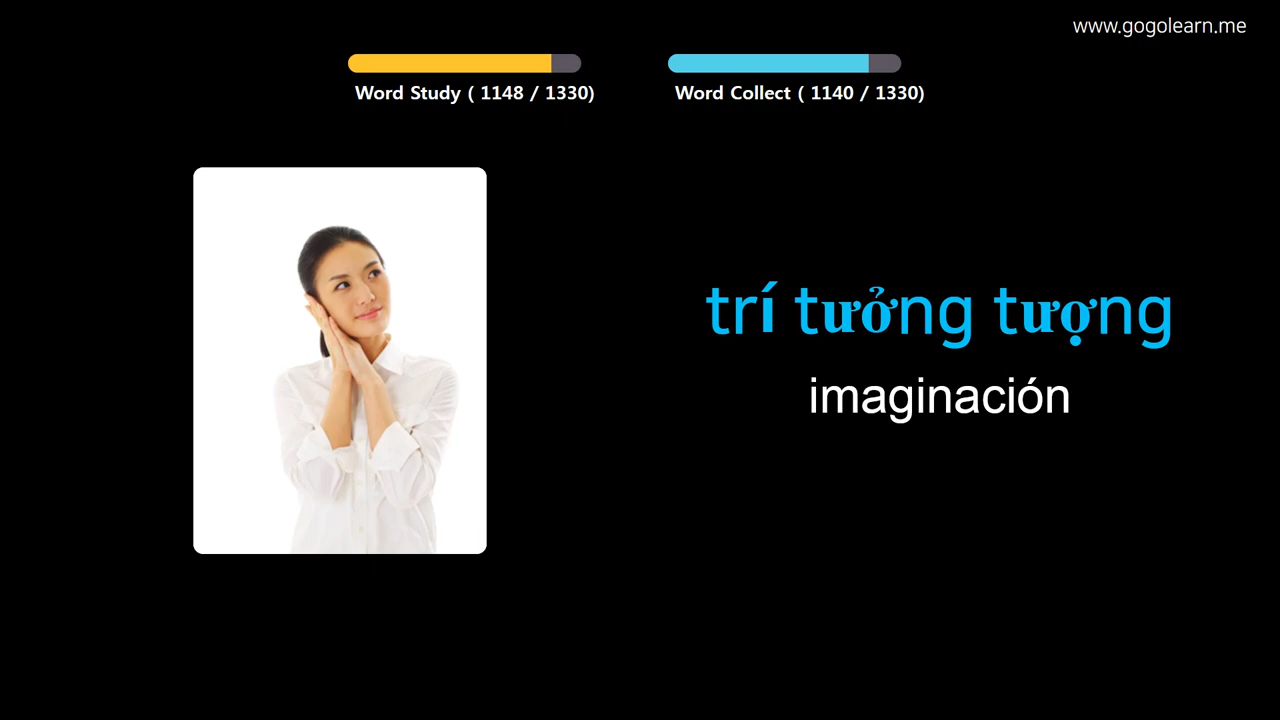 www.gogolearn.me
Word Study ( 1148 / 1330)
Word Collect ( 1140 / 1330)
trí tưởng tượng
imaginación